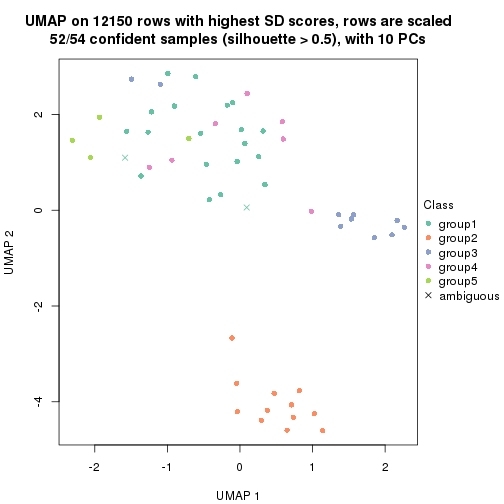 UMAP on 12150 rows with highest SD scores, rows are scaled
52/54 confident samples (silhouette > 0.5), with 10 PCs
2
0
-2
-4
UMAP 2
-2
-1
0
1
2
UMAP 1
Class
group1
group2
group3
group4
group5
ambiguous